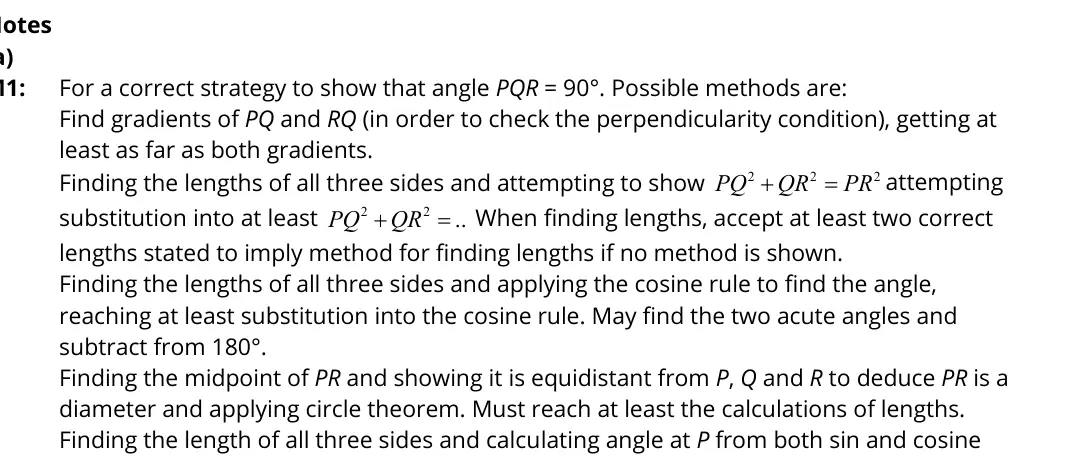 otes
)
1: For a correct strategy to show that angle PQR = 90°. Possible methods are:
Find gradients of PQ and RQ (in order to check the perpendicularity condition), getting at
least as far as both gradients.
Finding the lengths of all three sides and attempting to show PQ² + QR² = PR² attempting
substitution into at least PQ² + QR² = .. When finding lengths, accept at least two correct
lengths stated to imply method for finding lengths if no method is shown.
Finding the lengths of all three sides and applying the cosine rule to find the angle,
reaching at least substitution into the cosine rule. May find the two acute angles and
subtract from 180°.
Finding the midpoint of PR and showing it is equidistant from P, Q and R to deduce PR is a
diameter and applying circle theorem. Must reach at least the calculations of lengths.
Finding the length of all three sides and calculating angle at P from both sin and cosine